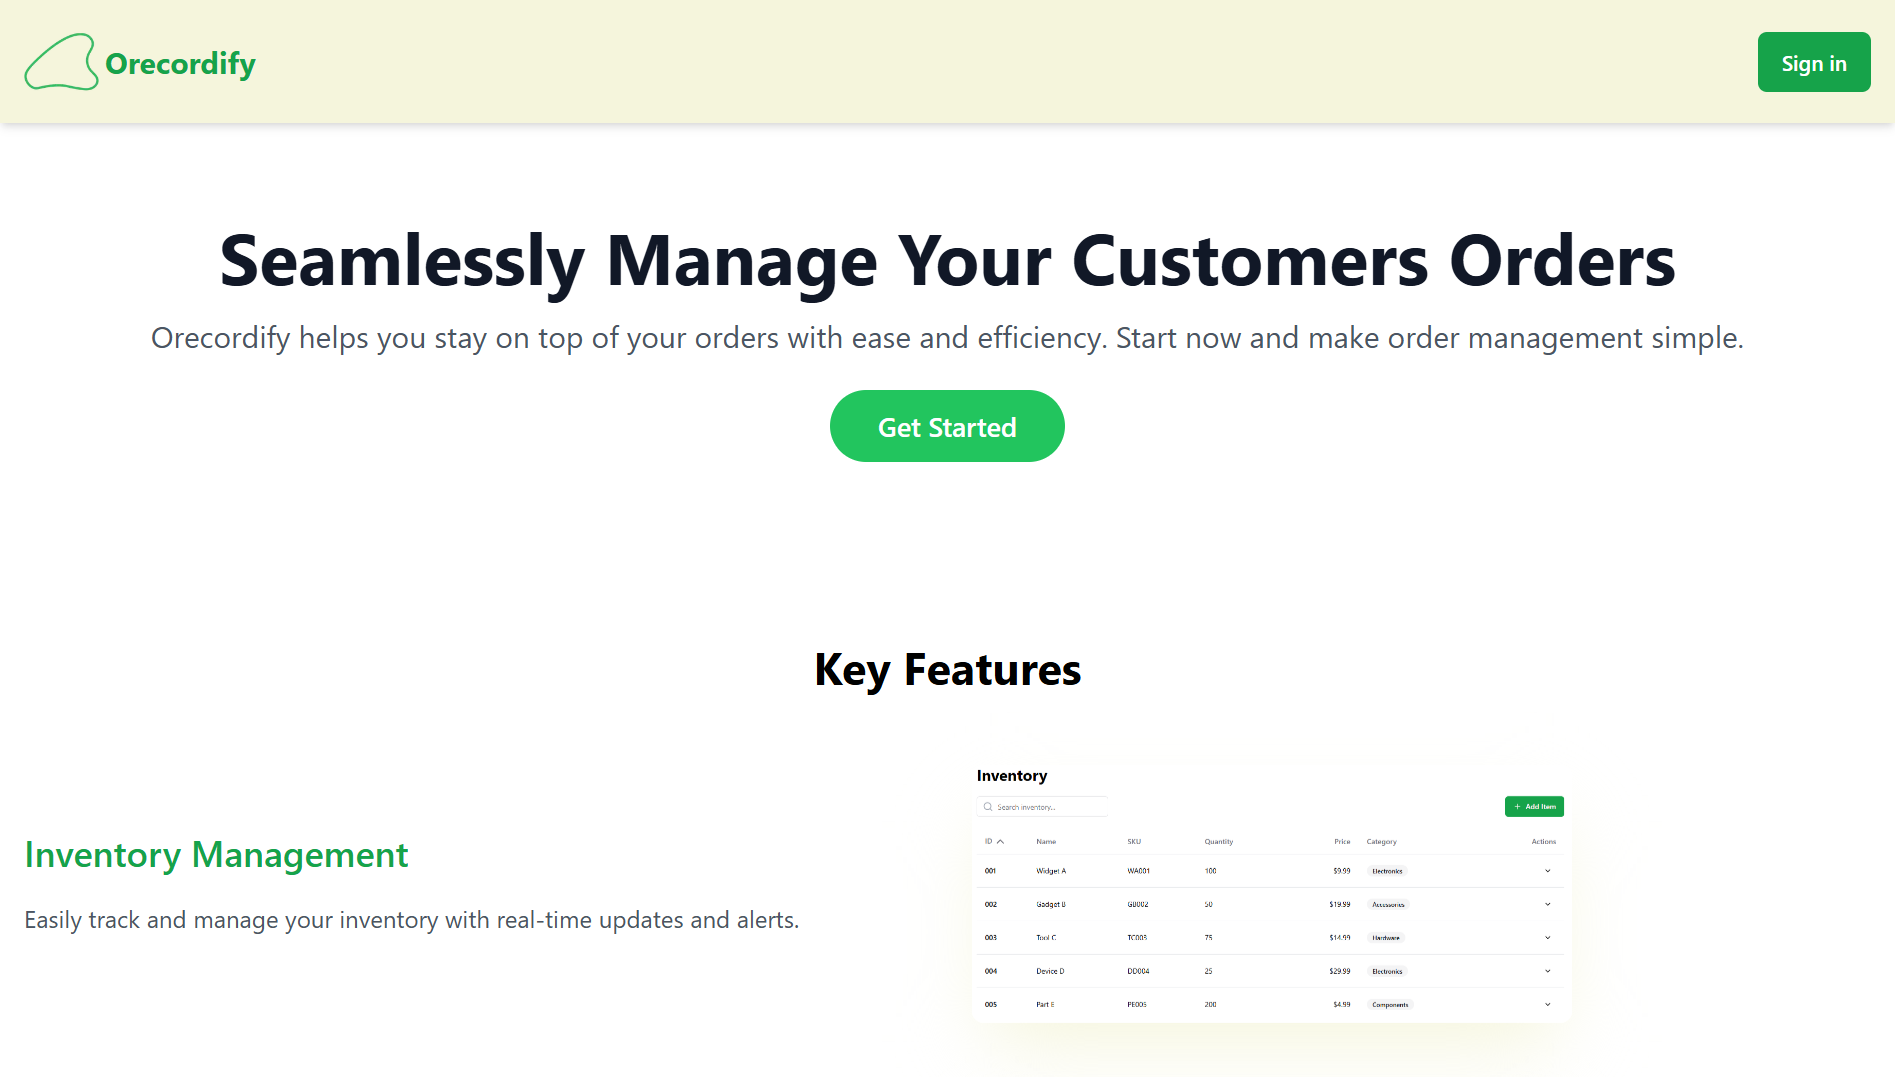 Orecordify
Sign in
Seamlessly Manage Your Customers Orders
Orecordify helps you stay on top of your orders with ease and efficiency. Start now and make order management simple.
Get Started
Key Features
Inventory Management
Easily track and manage your inventory with real-time updates and alerts.
Inventory
Search inventory...
+ Add Item
ID Name SKU Quantity Price Category Actions
001 Widget A WA001 100 $9.99 Electronics
002 Gadget B GB002 50 $19.99 Accessories
003 Tool C TC003 75 $14.99 Hardware
004 Device D DD004 25 $29.99 Electronics
005 Part E PE005 200 $4.99 Components